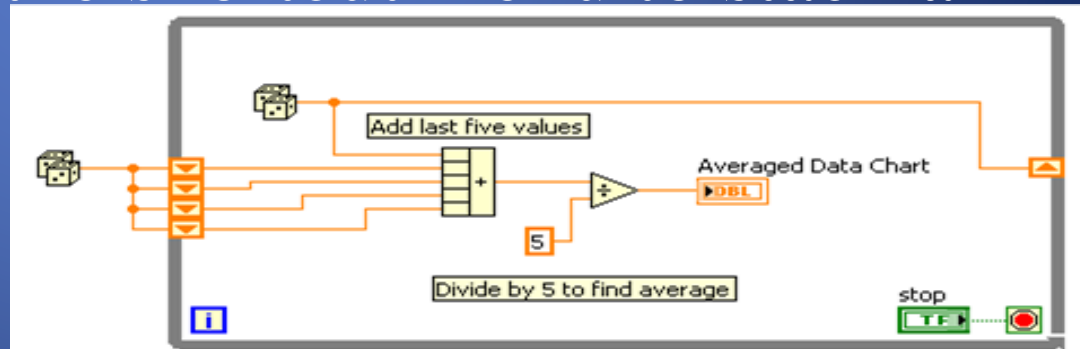 Add last five values
Averaged Data Chart
+
÷
DBL
5
Divide by 5 to find average
stop
i
TF